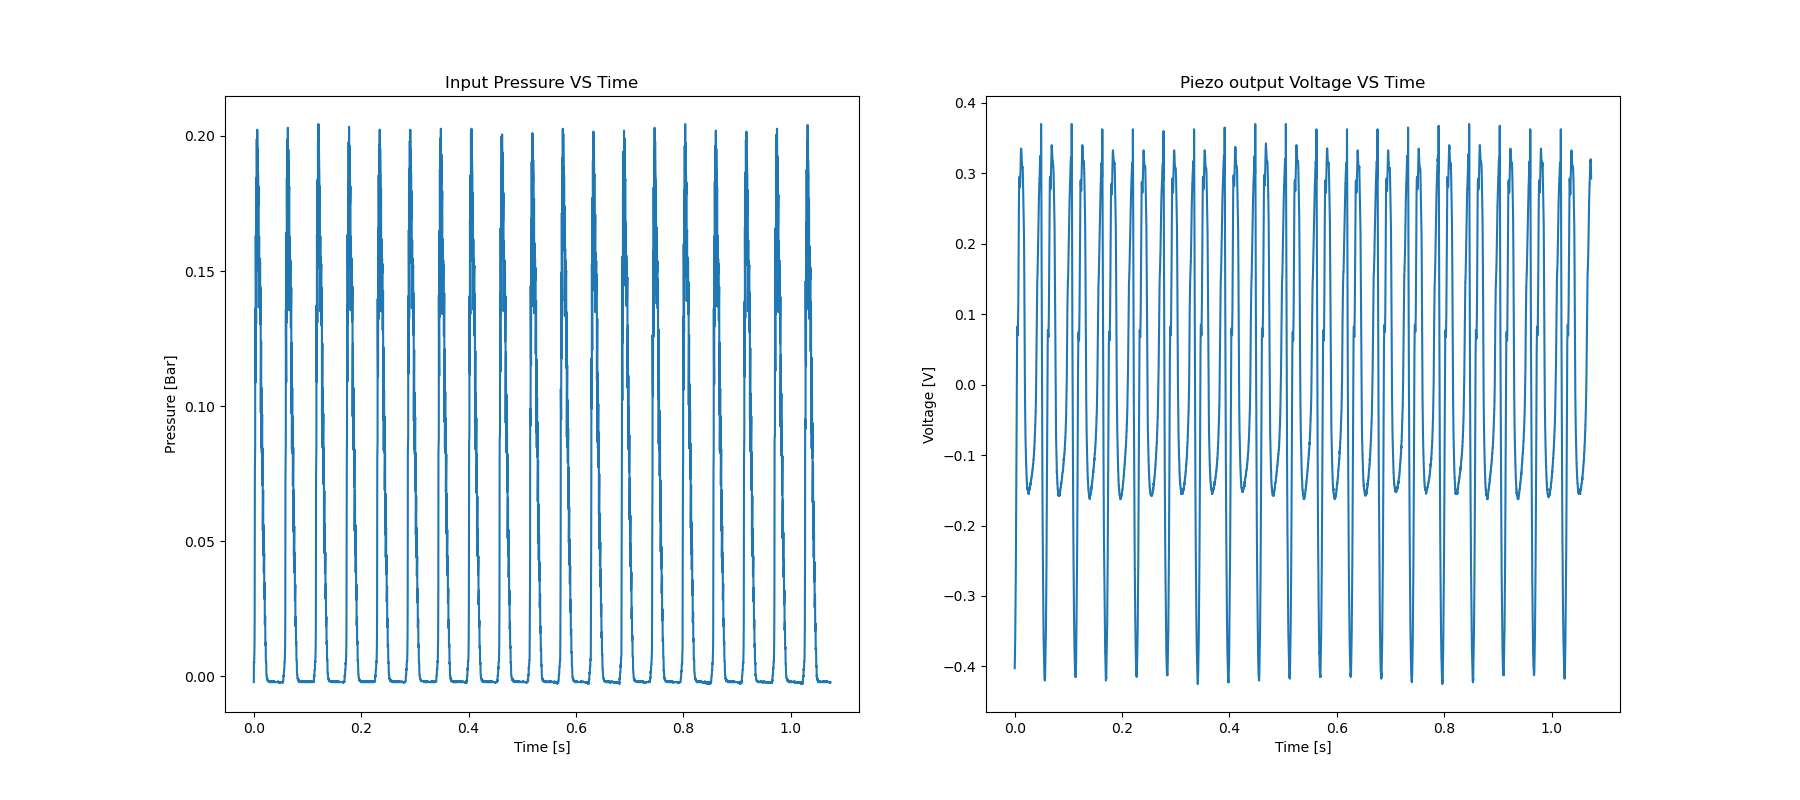 Input Pressure VS Time
0.20
0.15
0.10
0.05
0.00
Pressure [Bar]
0.0 0.2 0.4 0.6 0.8 1.0
Time [s]
Piezo output Voltage VS Time
0.4
0.3
0.2
0.1
0.0
−0.1
−0.2
−0.3
−0.4
Voltage [V]
0.0 0.2 0.4 0.6 0.8 1.0
Time [s]